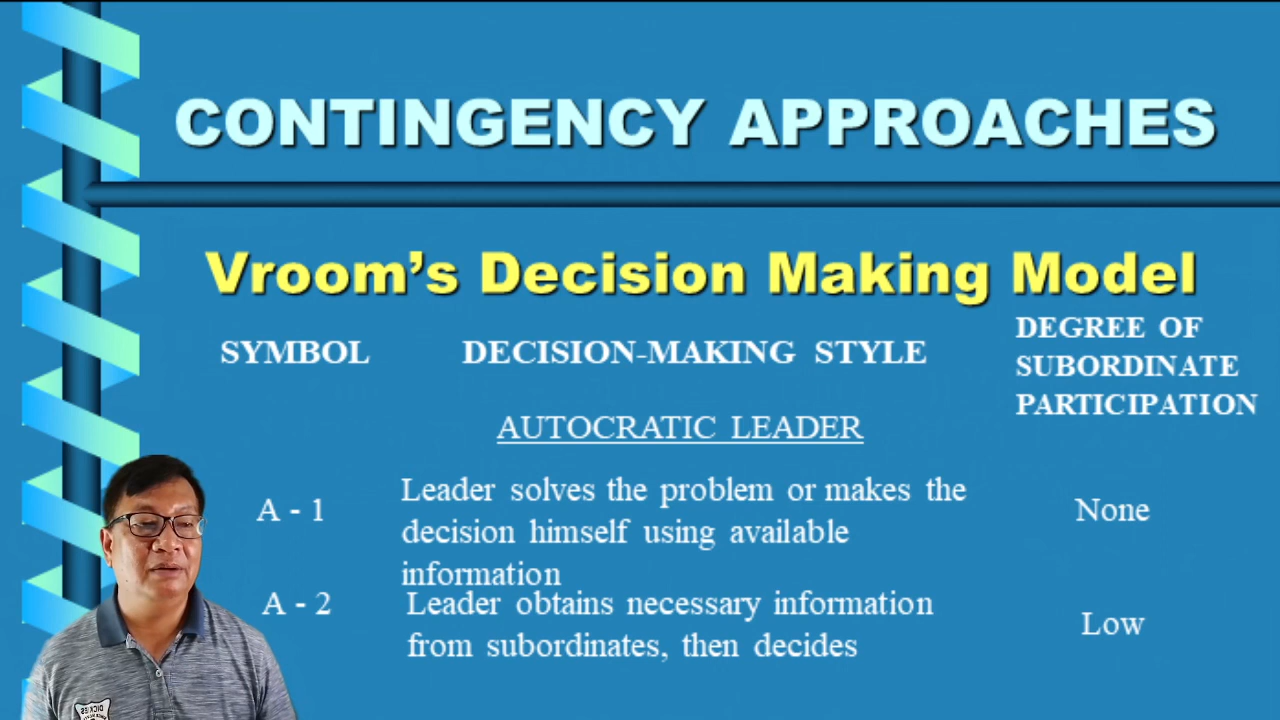 CONTINGENCY APPROACHES
Vroom's Decision Making Model
SYMBOL
DECISION-MAKING STYLE
DEGREE OF
SUBORDINATE
PARTICIPATION
AUTOCRATIC LEADER
A - 1
Leader solves the problem or makes the
decision himself using available
information
None
A - 2
Leader obtains necessary information
from subordinates, then decides
Low
DICKIES